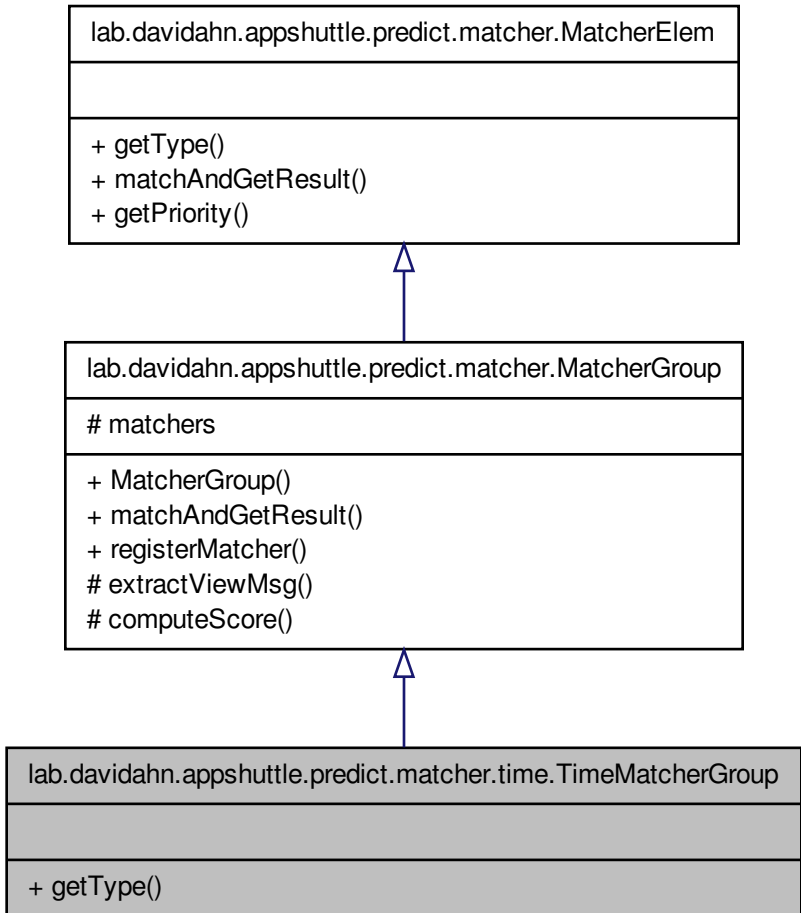 lab.davidahn.appshuttle.predict.matcher.MatcherElem
+ getType()
+ matchAndGetResult()
+ getPriority()
lab.davidahn.appshuttle.predict.matcher.MatcherGroup
# matchers
+ MatcherGroup()
+ matchAndGetResult()
+ registerMatcher()
# extractViewMsg()
# computeScore()
lab.davidahn.appshuttle.predict.matcher.time.TimeMatcherGroup
+ getType()